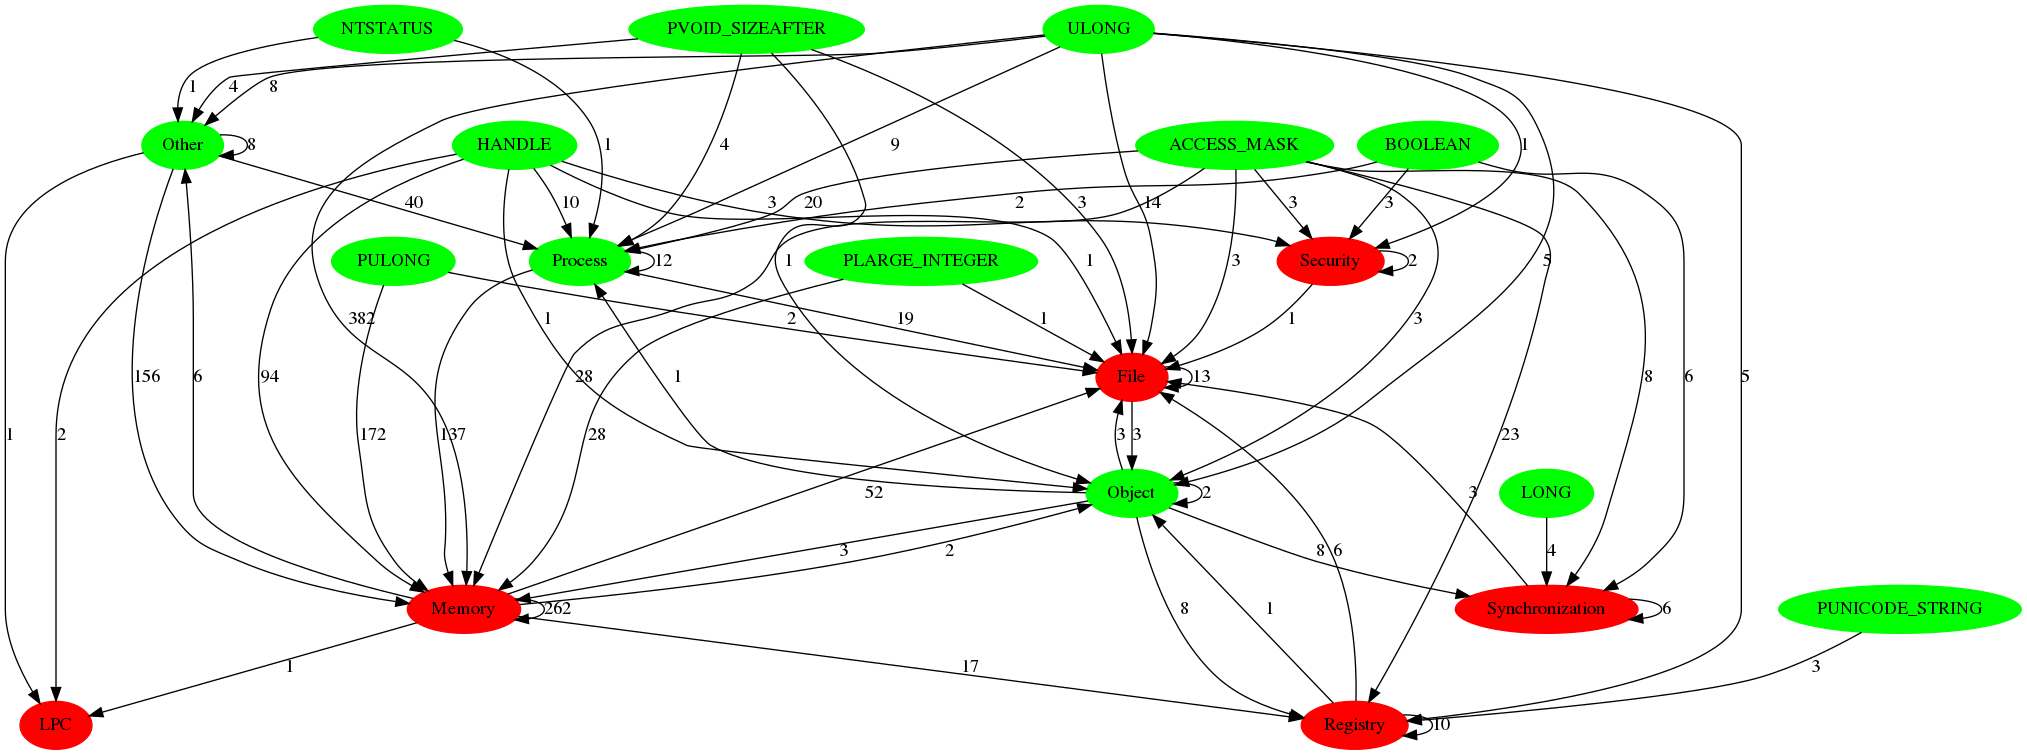 NTSTATUS PVOID_SIZEAFTER ULONG
1 4 8
Other HANDLE 8 1 4 9 ACCESS_MASK BOOLEAN 1
40 10 3 20 2 3 14 3 3
PULONG Process 12 1 PLARGE_INTEGER 1 3 Security 2 5
382 1 2 19 1 1 3
156 6 94 28 1 File 13 8 6 5
1 2 172 137 28 3 3 23
52 Object 2 3 LONG
3 2 8 6 4
Memory 262 8 1 Synchronization 6 PUNICODE_STRING
1 17 3
LPC Registry 10